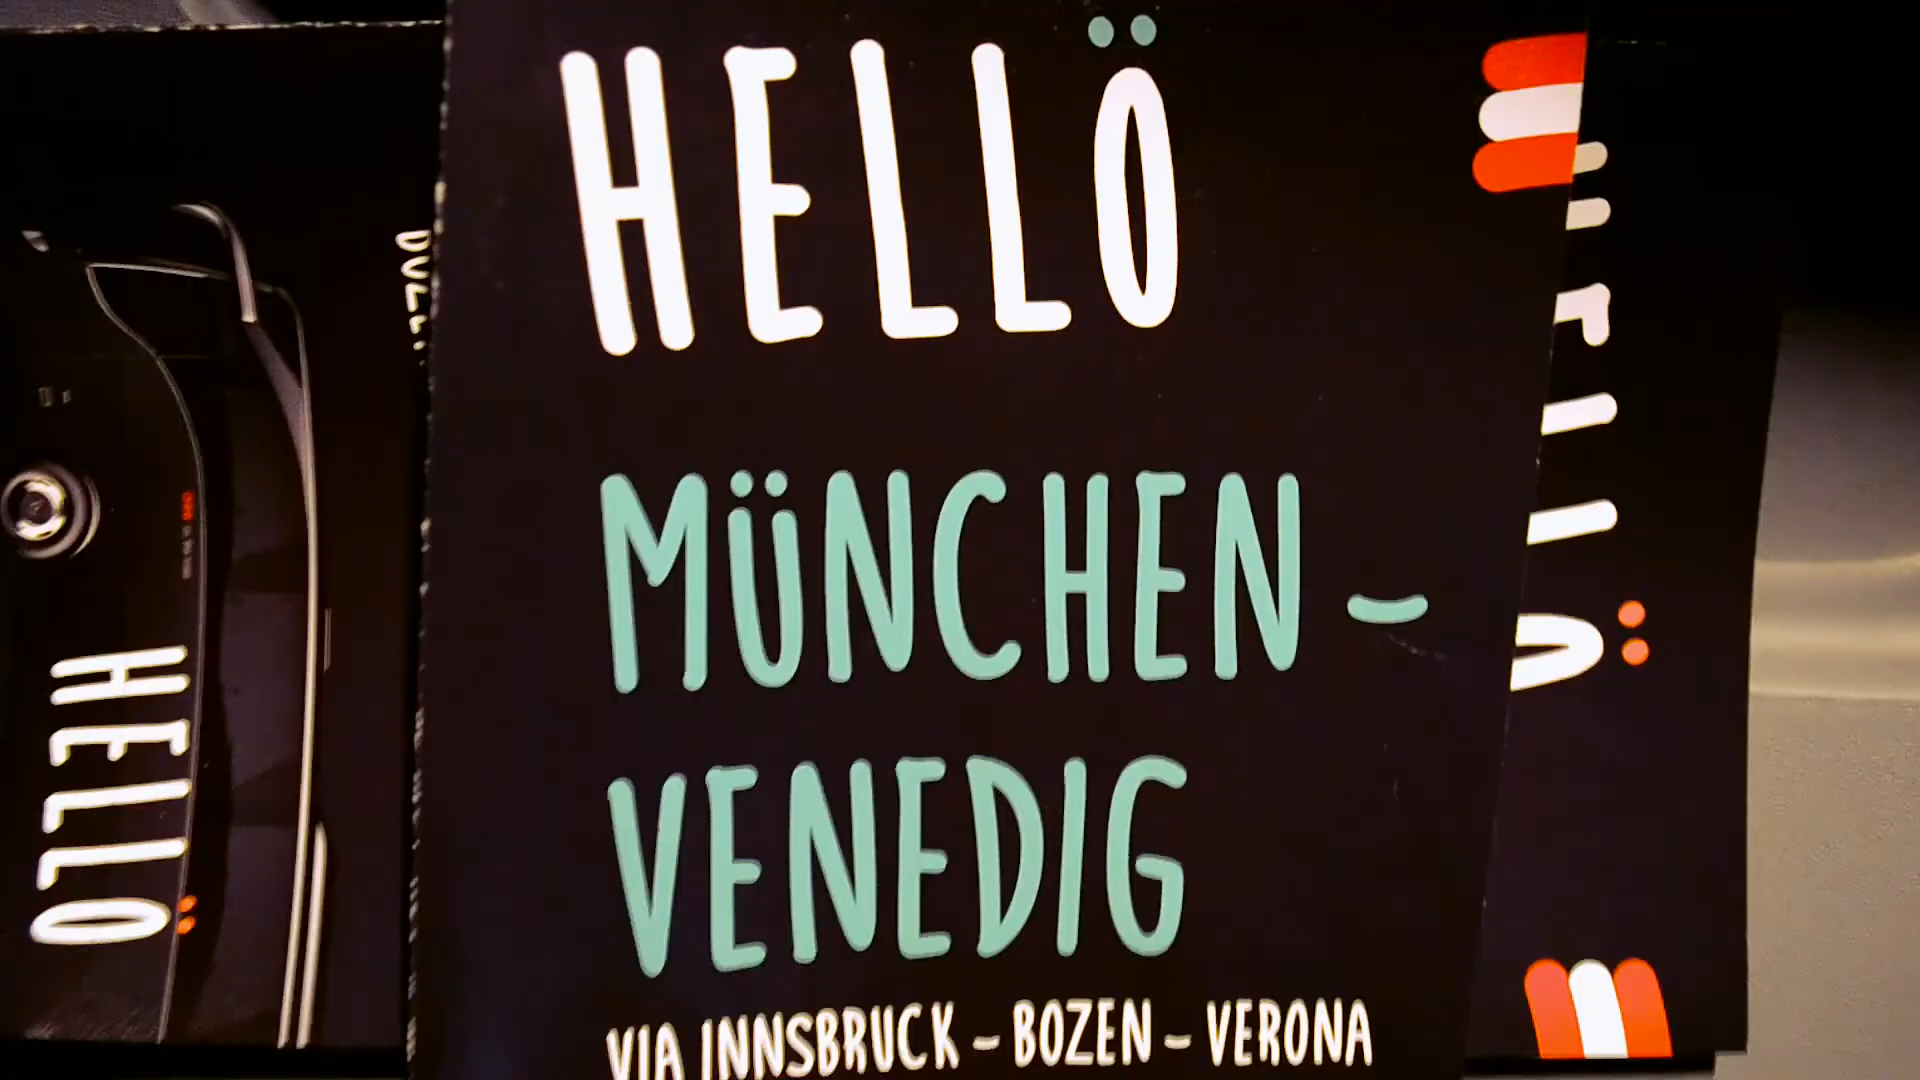 HELLÖ
MÜNCHEN-
VENEDIG
VIA INNSBRUCK - BOZEN - VERONA
HELLÖ